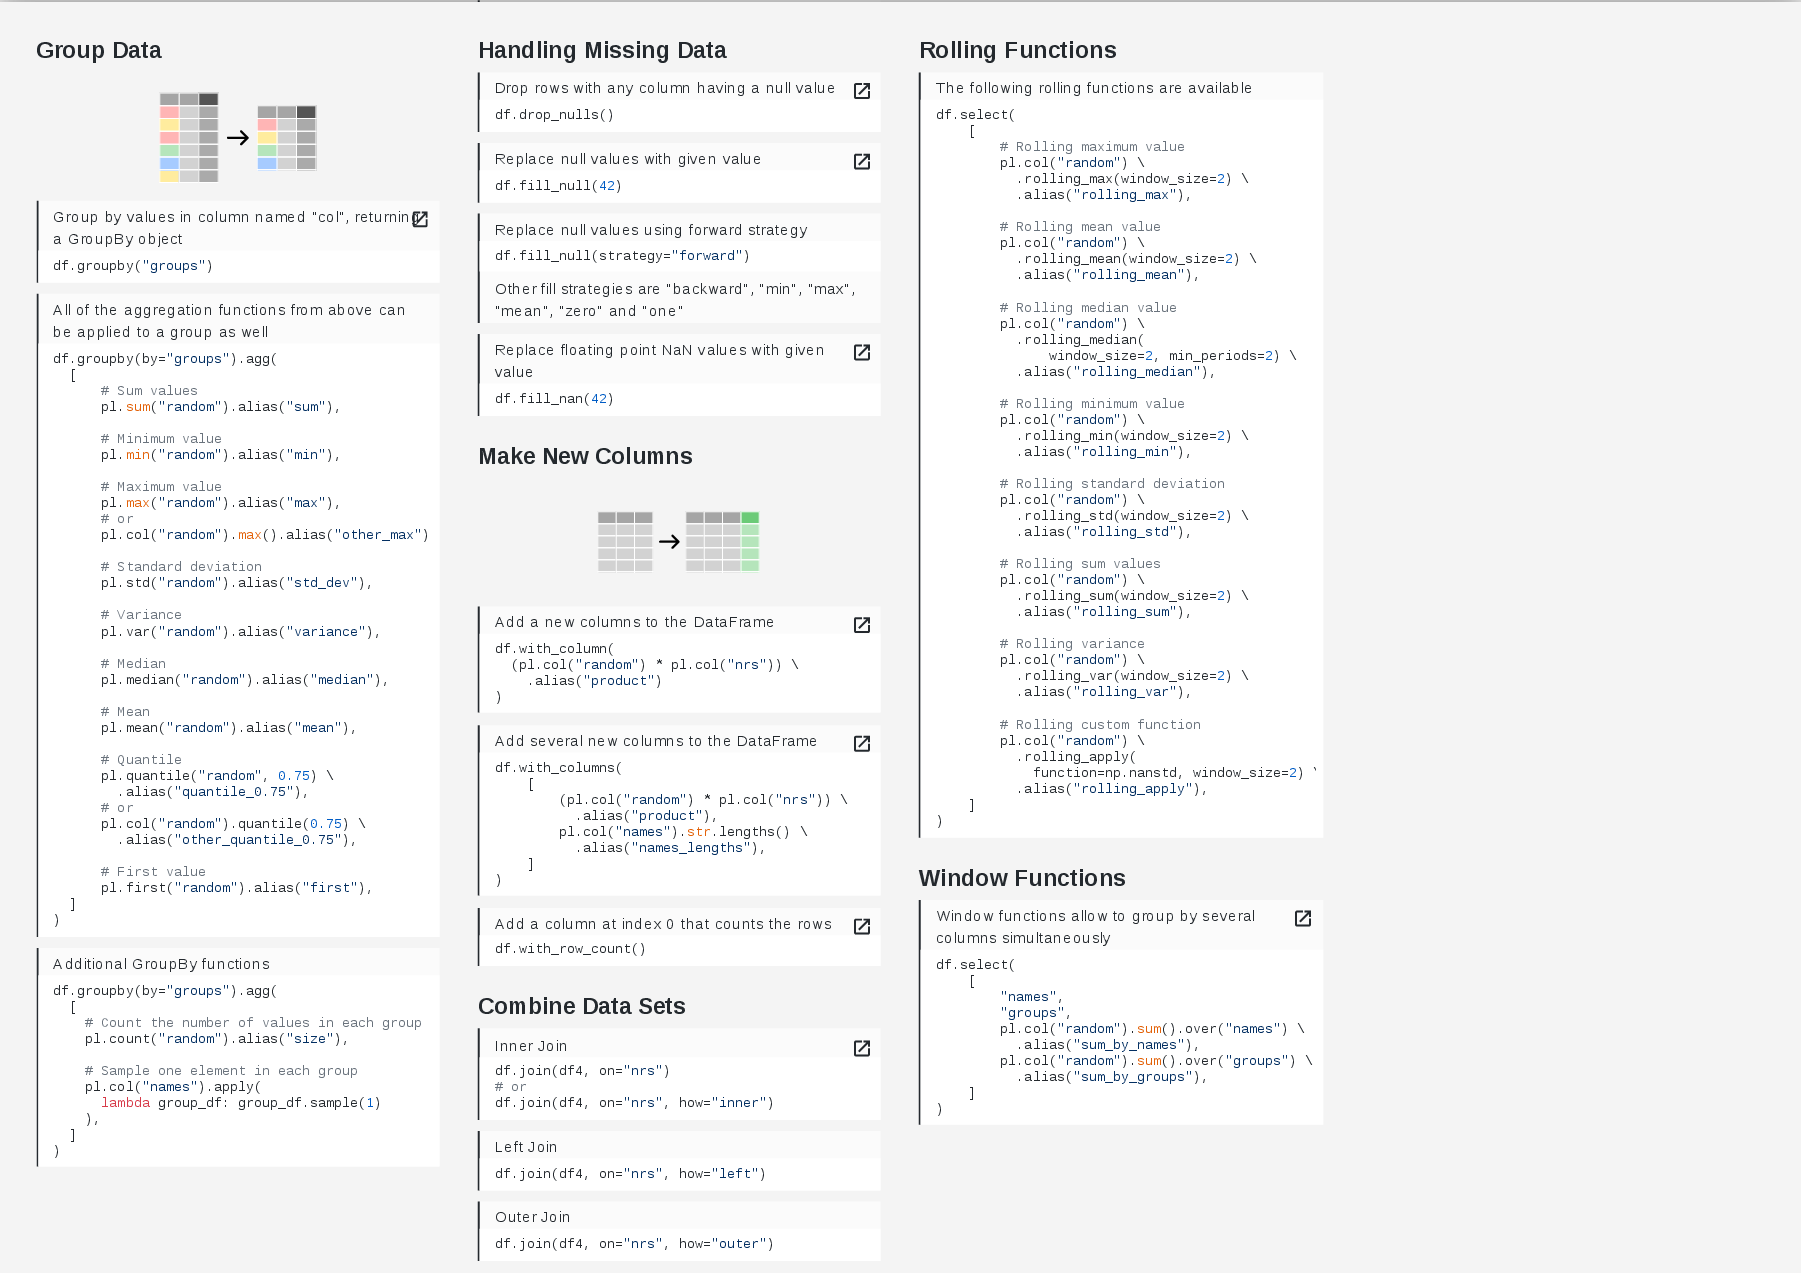 Group Data
Group by values in column named "col", returning
a GroupBy object
df.groupby("groups")
All of the aggregation functions from above can
be applied to a group as well
df.groupby(by="groups").agg(
  [
      # Sum values
      pl.sum("random").alias("sum"),
      # Minimum value
      pl.min("random").alias("min"),
      # Maximum value
      pl.max("random").alias("max"),
      # or
      pl.col("random").max().alias("other_max")
      # Standard deviation
      pl.std("random").alias("std_dev"),
      # Variance
      pl.var("random").alias("variance"),
      # Median
      pl.median("random").alias("median"),
      # Mean
      pl.mean("random").alias("mean"),
      # Quantile
      pl.quantile("random", 0.75) \
        .alias("quantile_0.75"),
      # or
      pl.col("random").quantile(0.75) \
        .alias("other_quantile_0.75"),
      # First value
      pl.first("random").alias("first"),
  ]
)
Additional GroupBy functions
df.groupby(by="groups").agg(
  [
    # Count the number of values in each group
    pl.count("random").alias("size"),
    # Sample one element in each group
    pl.col("names").apply(
      lambda group_df: group_df.sample(1)
    ),
  ]
)
Handling Missing Data
Drop rows with any column having a null value
df.drop_nulls()
Replace null values with given value
df.fill_null(42)
Replace null values using forward strategy
df.fill_null(strategy="forward")
Other fill strategies are "backward", "min", "max",
"mean", "zero" and "one"
Replace floating point NaN values with given
value
df.fill_nan(42)
Make New Columns
Add a new columns to the DataFrame
df.with_column(
  (pl.col("random") * pl.col("nrs")) \
    .alias("product")
)
Add several new columns to the DataFrame
df.with_columns(
    [
        (pl.col("random") * pl.col("nrs")) \
          .alias("product"),
        pl.col("names").str.lengths() \
          .alias("names_lengths"),
    ]
)
Add a column at index 0 that counts the rows
df.with_row_count()
Combine Data Sets
Inner Join
df.join(df4, on="nrs")
# or
df.join(df4, on="nrs", how="inner")
Left Join
df.join(df4, on="nrs", how="left")
Outer Join
df.join(df4, on="nrs", how="outer")
Rolling Functions
The following rolling functions are available
df.select(
    [
        # Rolling maximum value
        pl.col("random") \
          .rolling_max(window_size=2) \
          .alias("rolling_max"),
        # Rolling mean value
        pl.col("random") \
          .rolling_mean(window_size=2) \
          .alias("rolling_mean"),
        # Rolling median value
        pl.col("random") \
          .rolling_median(
              window_size=2, min_periods=2) \
          .alias("rolling_median"),
        # Rolling minimum value
        pl.col("random") \
          .rolling_min(window_size=2) \
          .alias("rolling_min"),
        # Rolling standard deviation
        pl.col("random") \
          .rolling_std(window_size=2) \
          .alias("rolling_std"),
        # Rolling sum values
        pl.col("random") \
          .rolling_sum(window_size=2) \
          .alias("rolling_sum"),
        # Rolling variance
        pl.col("random") \
          .rolling_var(window_size=2) \
          .alias("rolling_var"),
        # Rolling custom function
        pl.col("random") \
          .rolling_apply(
            function=np.nanstd, window_size=2) \
          .alias("rolling_apply"),
    ]
)
Window Functions
Window functions allow to group by several
columns simultaneously
df.select(
    [
        "names",
        "groups",
        pl.col("random").sum().over("names") \
          .alias("sum_by_names"),
        pl.col("random").sum().over("groups") \
          .alias("sum_by_groups"),
    ]
)